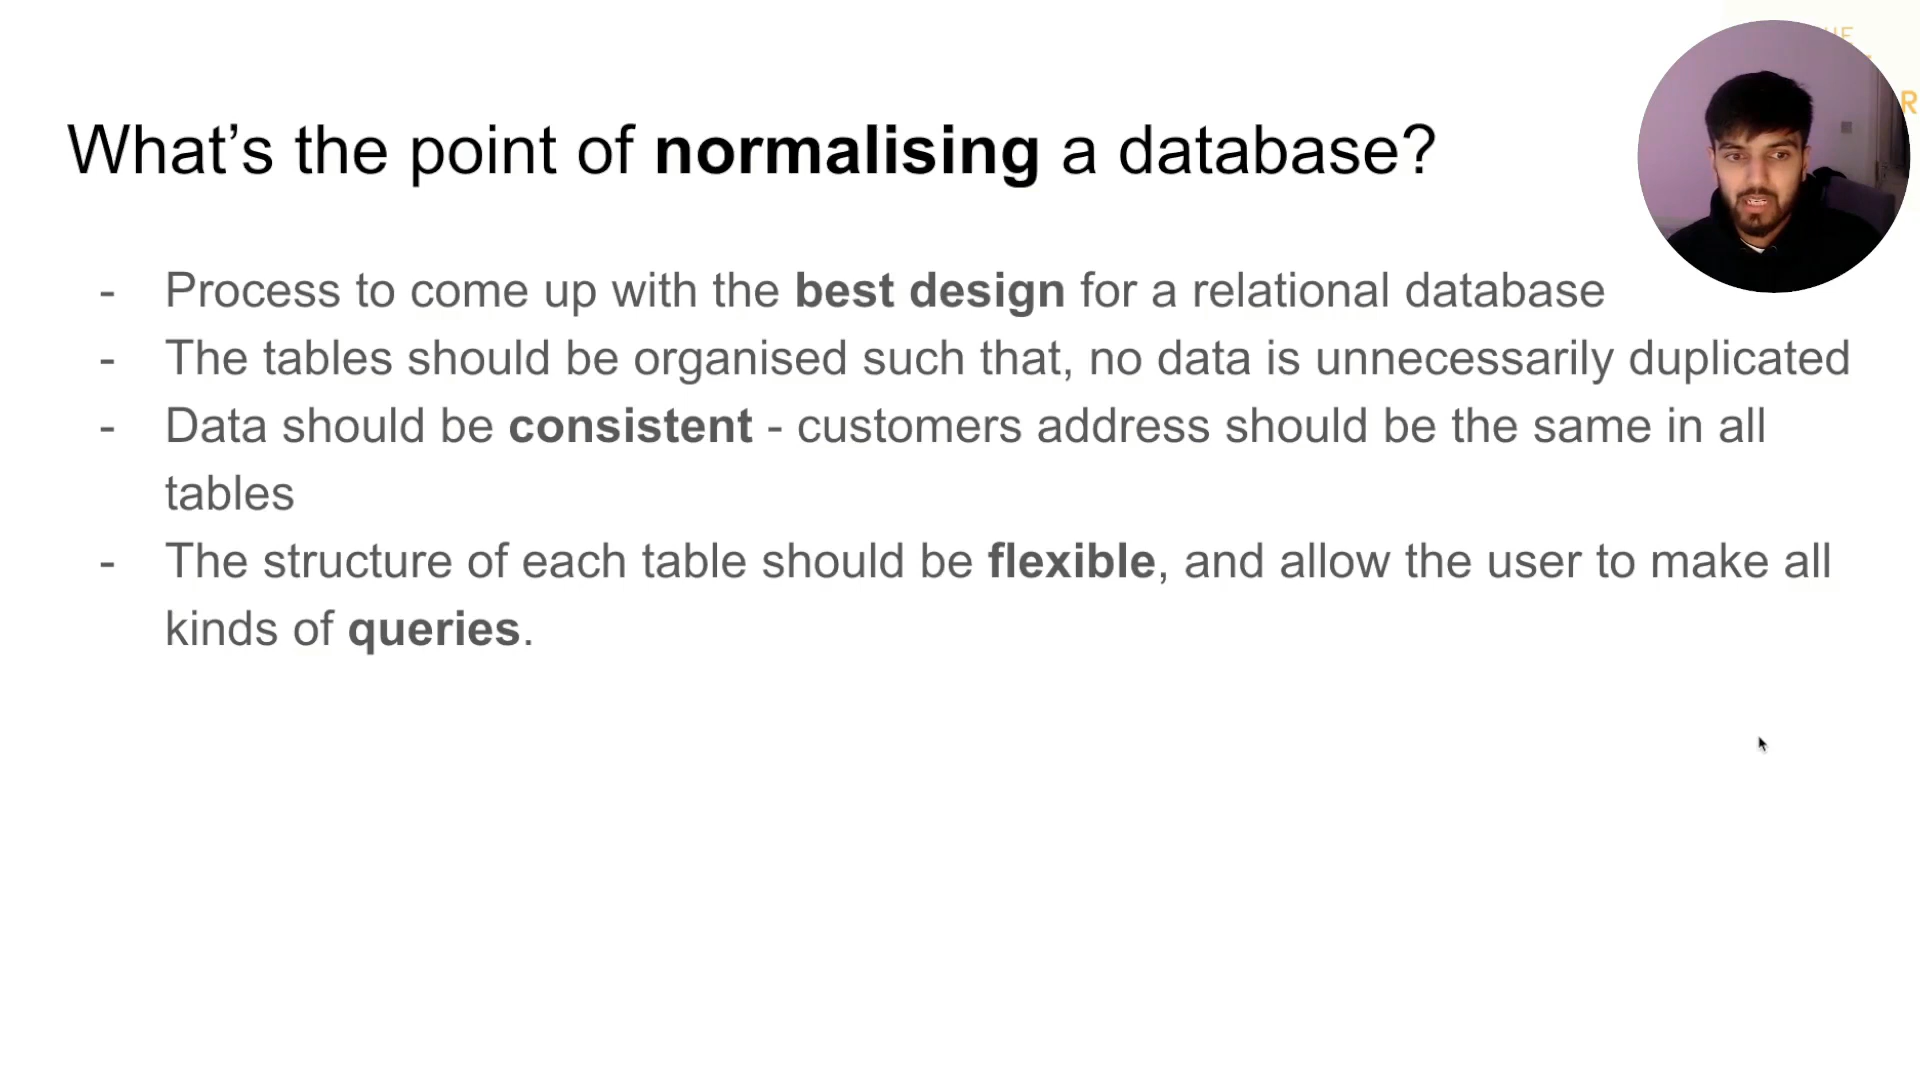 What’s the point of normalising a database?
- Process to come up with the best design for a relational database
- The tables should be organised such that, no data is unnecessarily duplicated
- Data should be consistent - customers address should be the same in all
tables
- The structure of each table should be flexible, and allow the user to make all
kinds of queries.